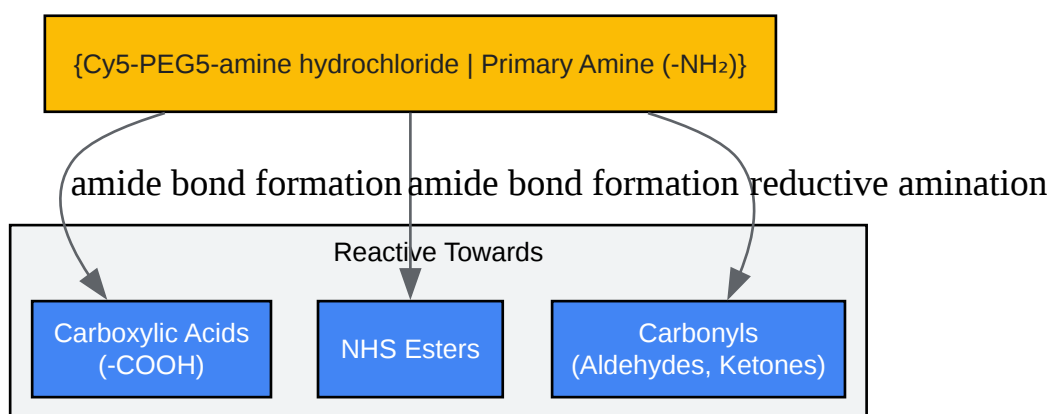 {Cy5-PEG5-amine hydrochloride | Primary Amine (-NH₂)}
amide bond formation
amide bond formation
reductive amination
Reactive Towards
Carboxylic Acids
(-COOH)
NHS Esters
Carbonyls
(Aldehydes, Ketones)